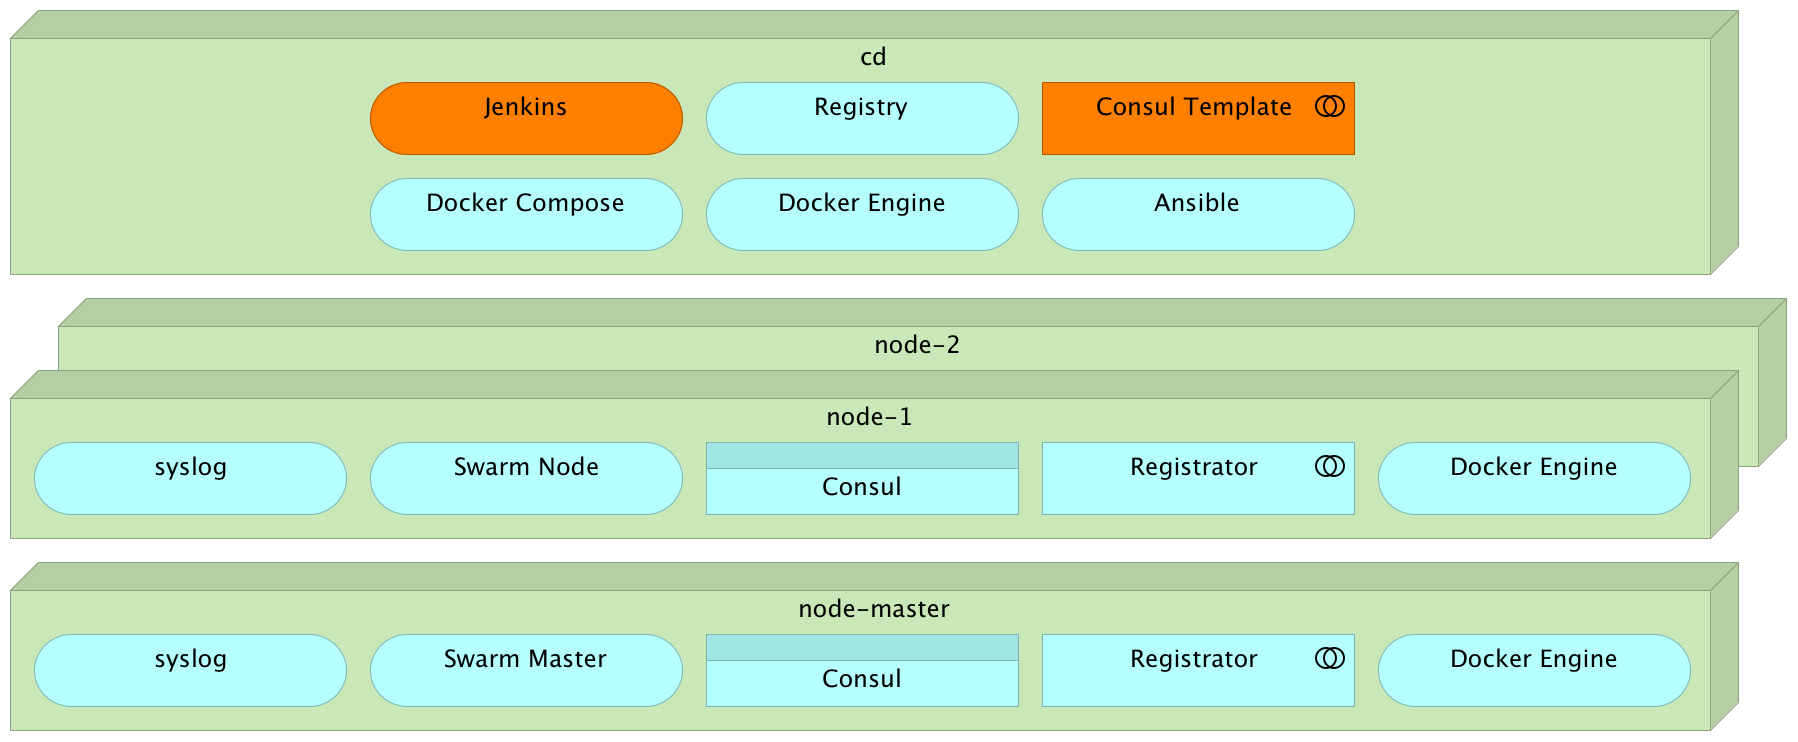 cd
Jenkins
Registry
Consul Template
Docker Compose
Docker Engine
Ansible
node-2
node-1
syslog
Swarm Node
Consul
Registrator
Docker Engine
node-master
syslog
Swarm Master
Consul
Registrator
Docker Engine